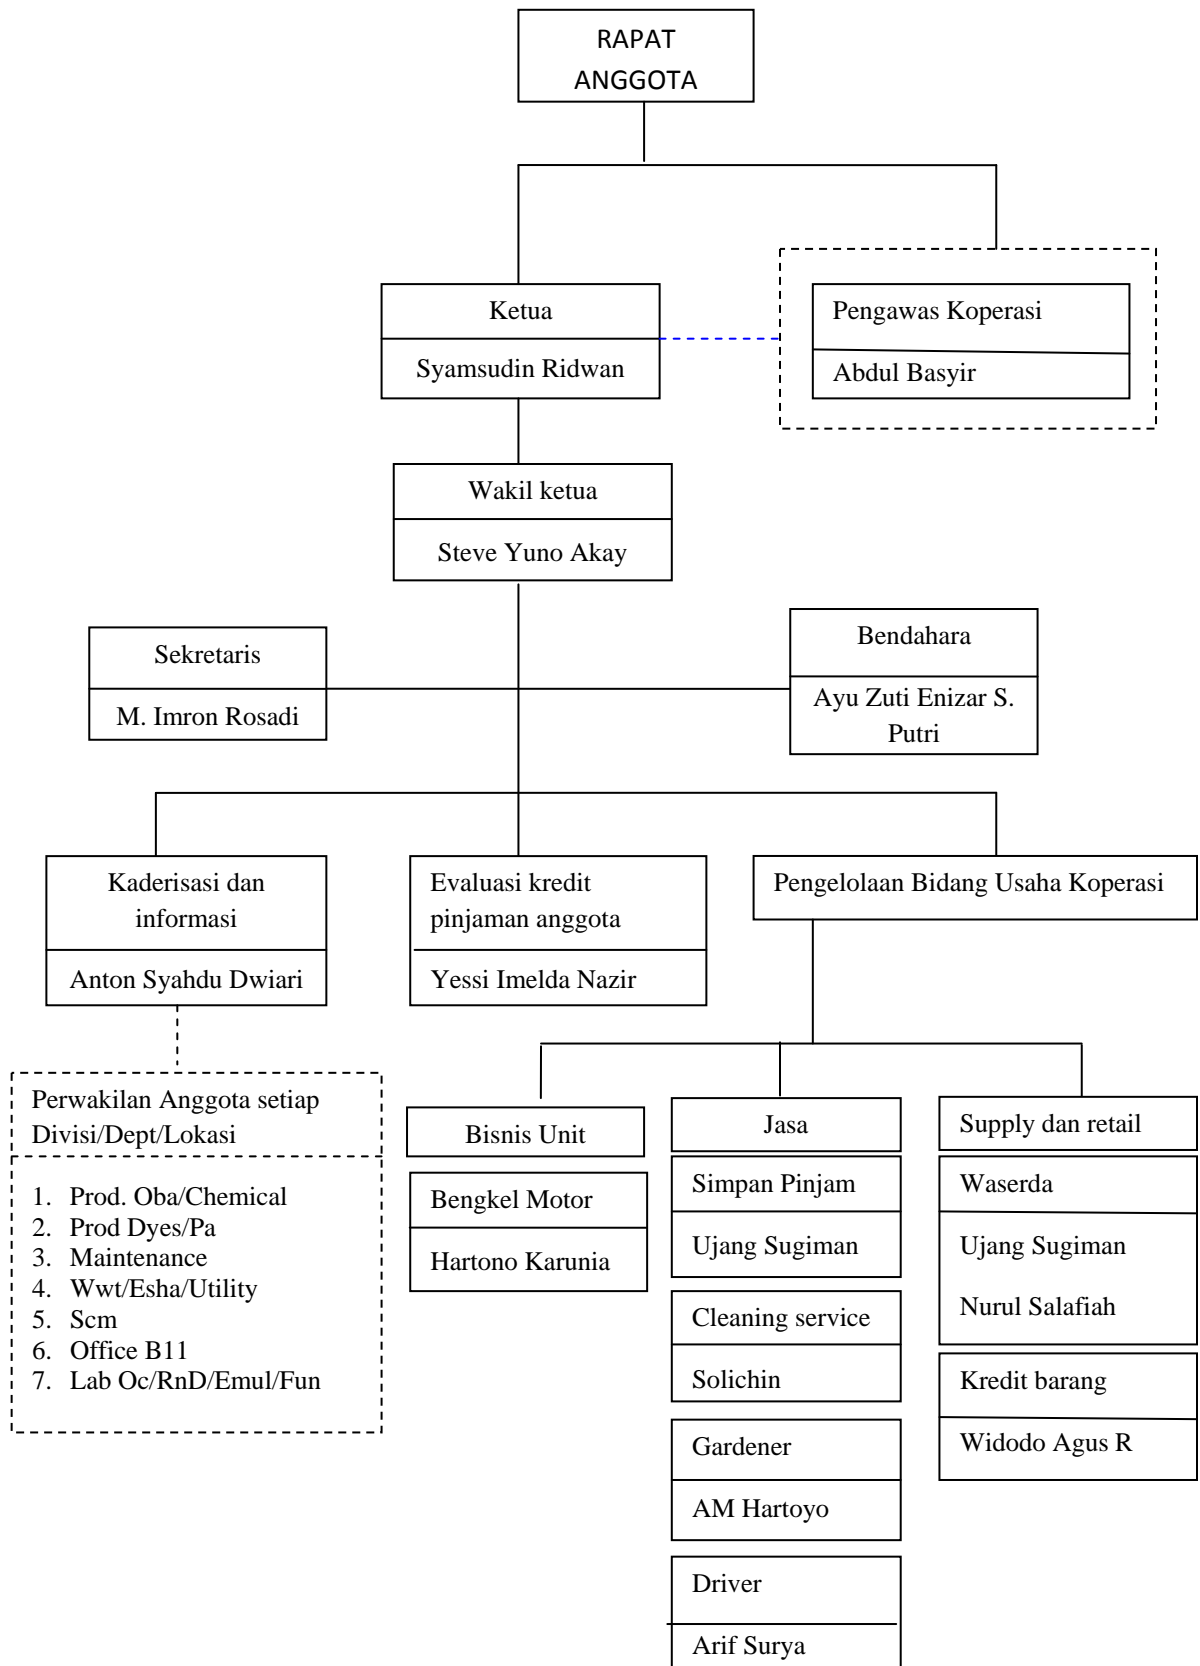 RAPAT
ANGGOTA
Ketua
Syamsudin Ridwan
Pengawas Koperasi
Abdul Basyir
Wakil ketua
Steve Yuno Akay
Sekretaris
M. Imron Rosadi
Bendahara
Ayu Zuti Enizar S.
Putri
Kaderisasi dan
informasi
Anton Syahdu Dwiari
Evaluasi kredit
pinjaman anggota
Yessi Imelda Nazir
Pengelolaan Bidang Usaha Koperasi
Perwakilan Anggota setiap
Divisi/Dept/Lokasi
1. Prod. Oba/Chemical
2. Prod Dyes/Pa
3. Maintenance
4. Wwt/Esha/Utility
5. Scm
6. Office B11
7. Lab Oc/RnD/Emul/Fun
Bisnis Unit
Bengkel Motor
Hartono Karunia
Jasa
Simpan Pinjam
Ujang Sugiman
Cleaning service
Solichin
Gardener
AM Hartoyo
Driver
Arif Surya
Supply dan retail
Waserda
Ujang Sugiman
Nurul Salafiah
Kredit barang
Widodo Agus R